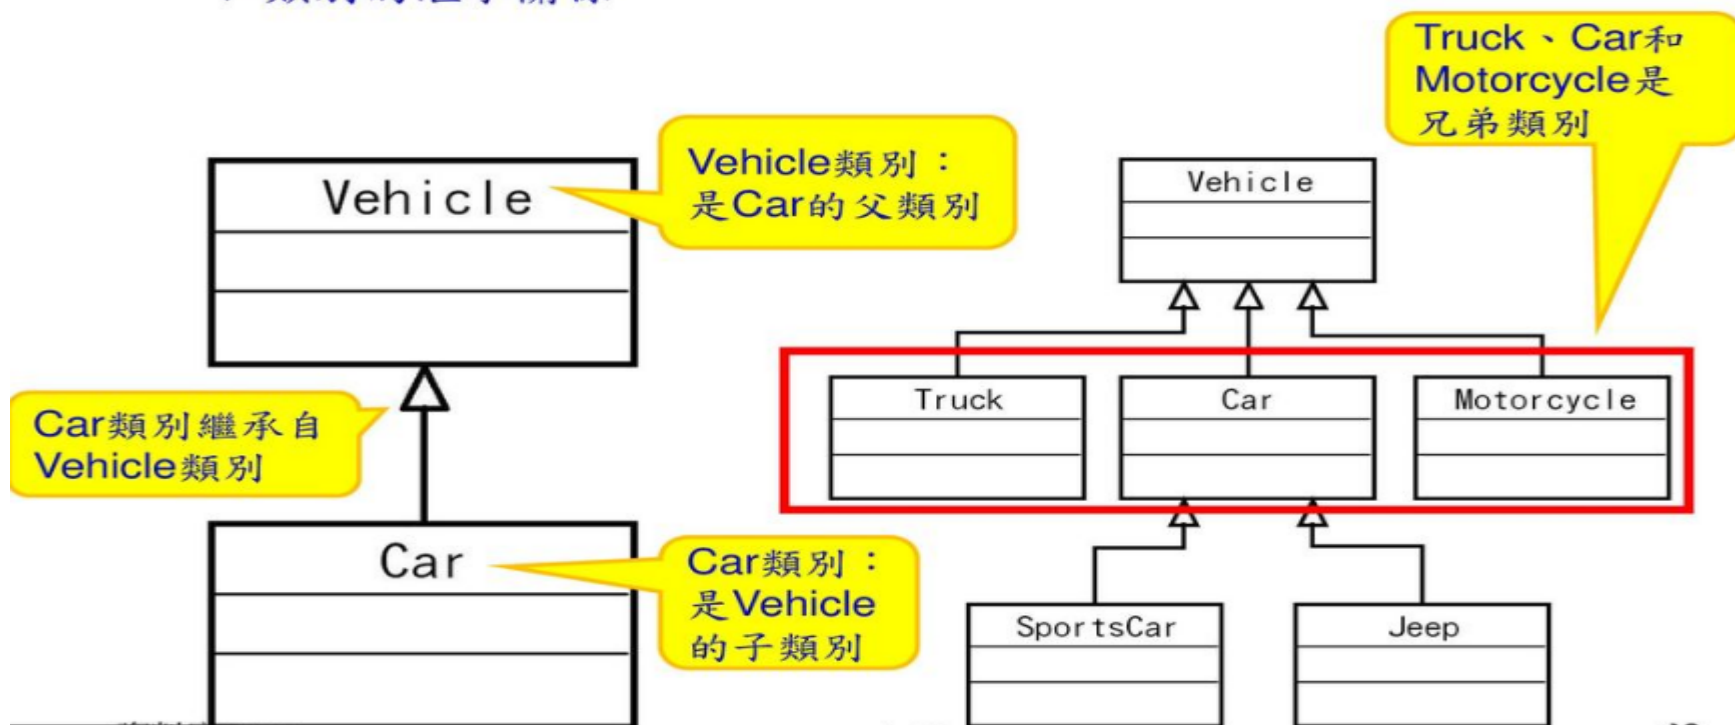 Truck、Car和
Motorcycle是
兄弟類別
Vehicle
Vehicle類別：
是Car的父類別
Vehicle
Car類別繼承自
Vehicle類別
Truck
Car
Motorcycle
Car
Car類別：
是Vehicle
的子類別
SportsCar
Jeep